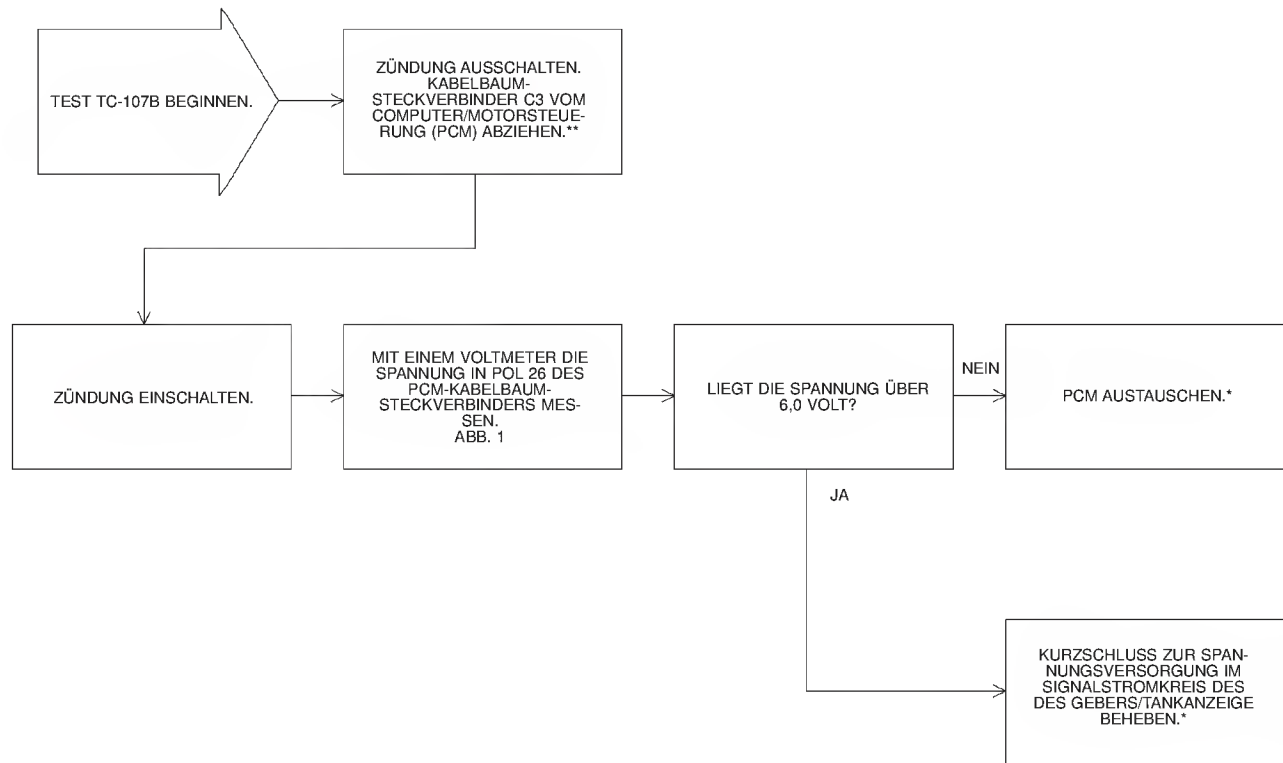 TEST TC-107B BEGINNEN.
ZÜNDUNG AUSSCHALTEN.
KABELBAUM-
STECKVERBINDER C3 VOM
COMPUTER/MOTORSTEUE-
RUNG (PCM) ABZIEHEN.**
ZÜNDUNG EINSCHALTEN.
MIT EINEM VOLTMETER DIE
SPANNUNG IN POL 26 DES
PCM-KABELBAUM-
STECKVERBINDERS MES-
SEN.
ABB. 1
LIEGT DIE SPANNUNG ÜBER
6,0 VOLT?
NEIN
PCM AUSTAUSCHEN.*
JA
KURZSCHLUSS ZUR SPAN-
NUNGSVERSORGUNG IM
SIGNALSTROMKREIS DES
DES GEBERS/TANKANZEIGE
BEHEBEN.*